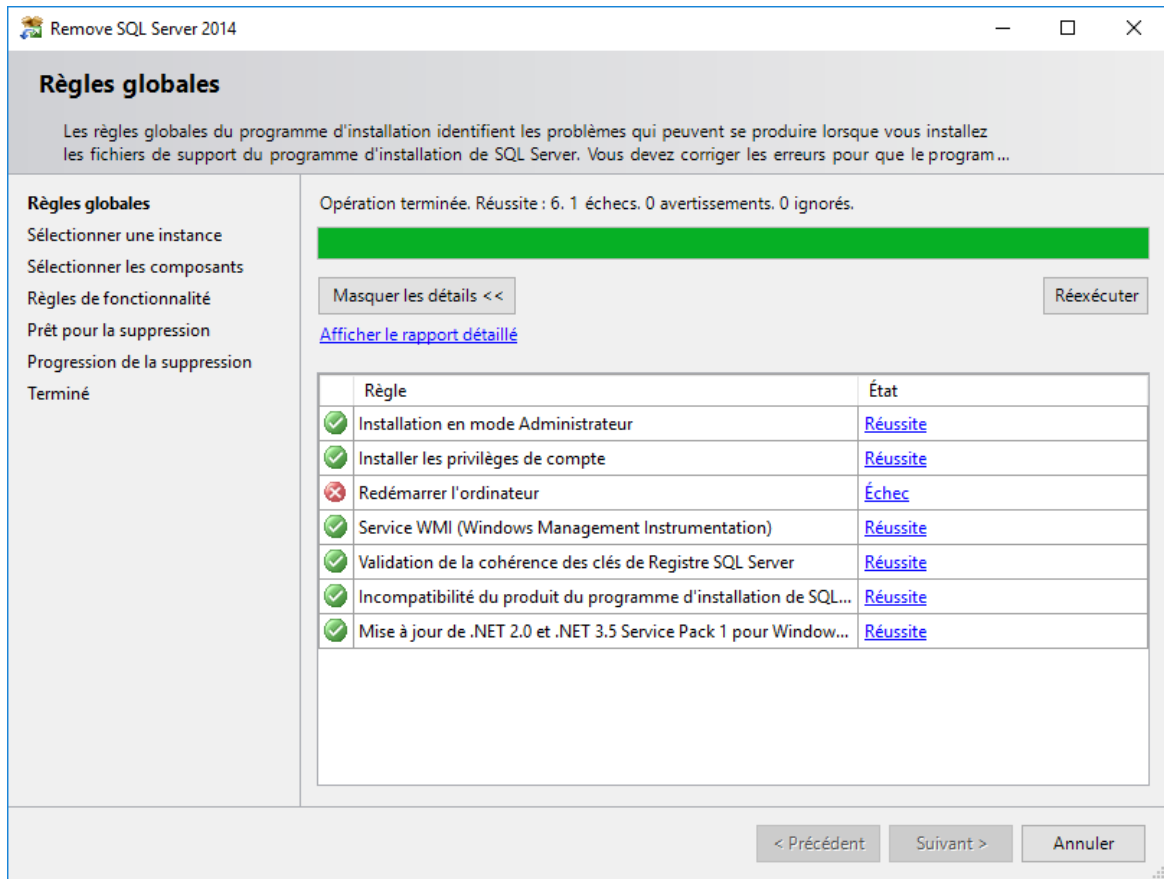 Remove SQL Server 2014
Règles globales
Les règles globales du programme d'installation identifient les problèmes qui peuvent se produire lorsque vous installez
les fichiers de support du programme d'installation de SQL Server. Vous devez corriger les erreurs pour que le program...
Règles globales
Sélectionner une instance
Sélectionner les composants
Règles de fonctionnalité
Prêt pour la suppression
Progression de la suppression
Terminé
Opération terminée. Réussite : 6. 1 échecs. 0 avertissements. 0 ignorés.
Masquer les détails << Réexécuter
Afficher le rapport détaillé
Règle État
Installation en mode Administrateur Réussite
Installer les privilèges de compte Réussite
Redémarrer l'ordinateur Échec
Service WMI (Windows Management Instrumentation) Réussite
Validation de la cohérence des clés de Registre SQL Server Réussite
Incompatibilité du produit du programme d'installation de SQL... Réussite
Mise à jour de .NET 2.0 et .NET 3.5 Service Pack 1 pour Window... Réussite
< Précédent Suivant > Annuler